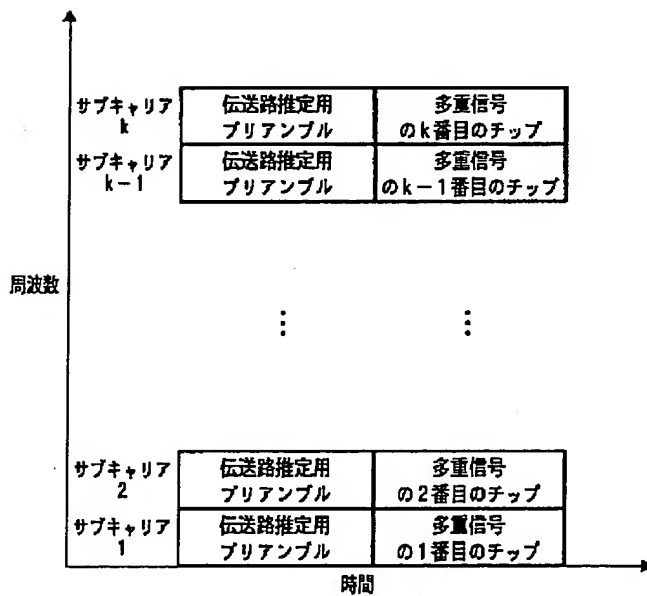 サブキャリア
k
伝送路推定用
プリアンブル
多重信号
のk番目のチップ
サブキャリア
k-1
伝送路推定用
プリアンブル
多重信号
のk-1番目のチップ
周波数
⋮
⋮
サブキャリア
2
伝送路推定用
プリアンブル
多重信号
の2番目のチップ
サブキャリア
1
伝送路推定用
プリアンブル
多重信号
の1番目のチップ
時間